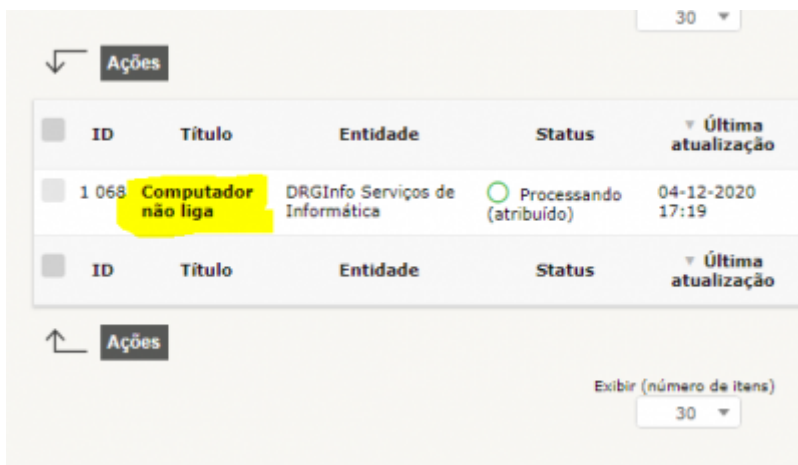 30
Ações
ID Título Entidade Status Última atualização
1 068 Computador não liga DRGInfo Serviços de Informática Processando (atribuído) 04-12-2020 17:19
ID Título Entidade Status Última atualização
Ações
Exibir (número de itens)
30